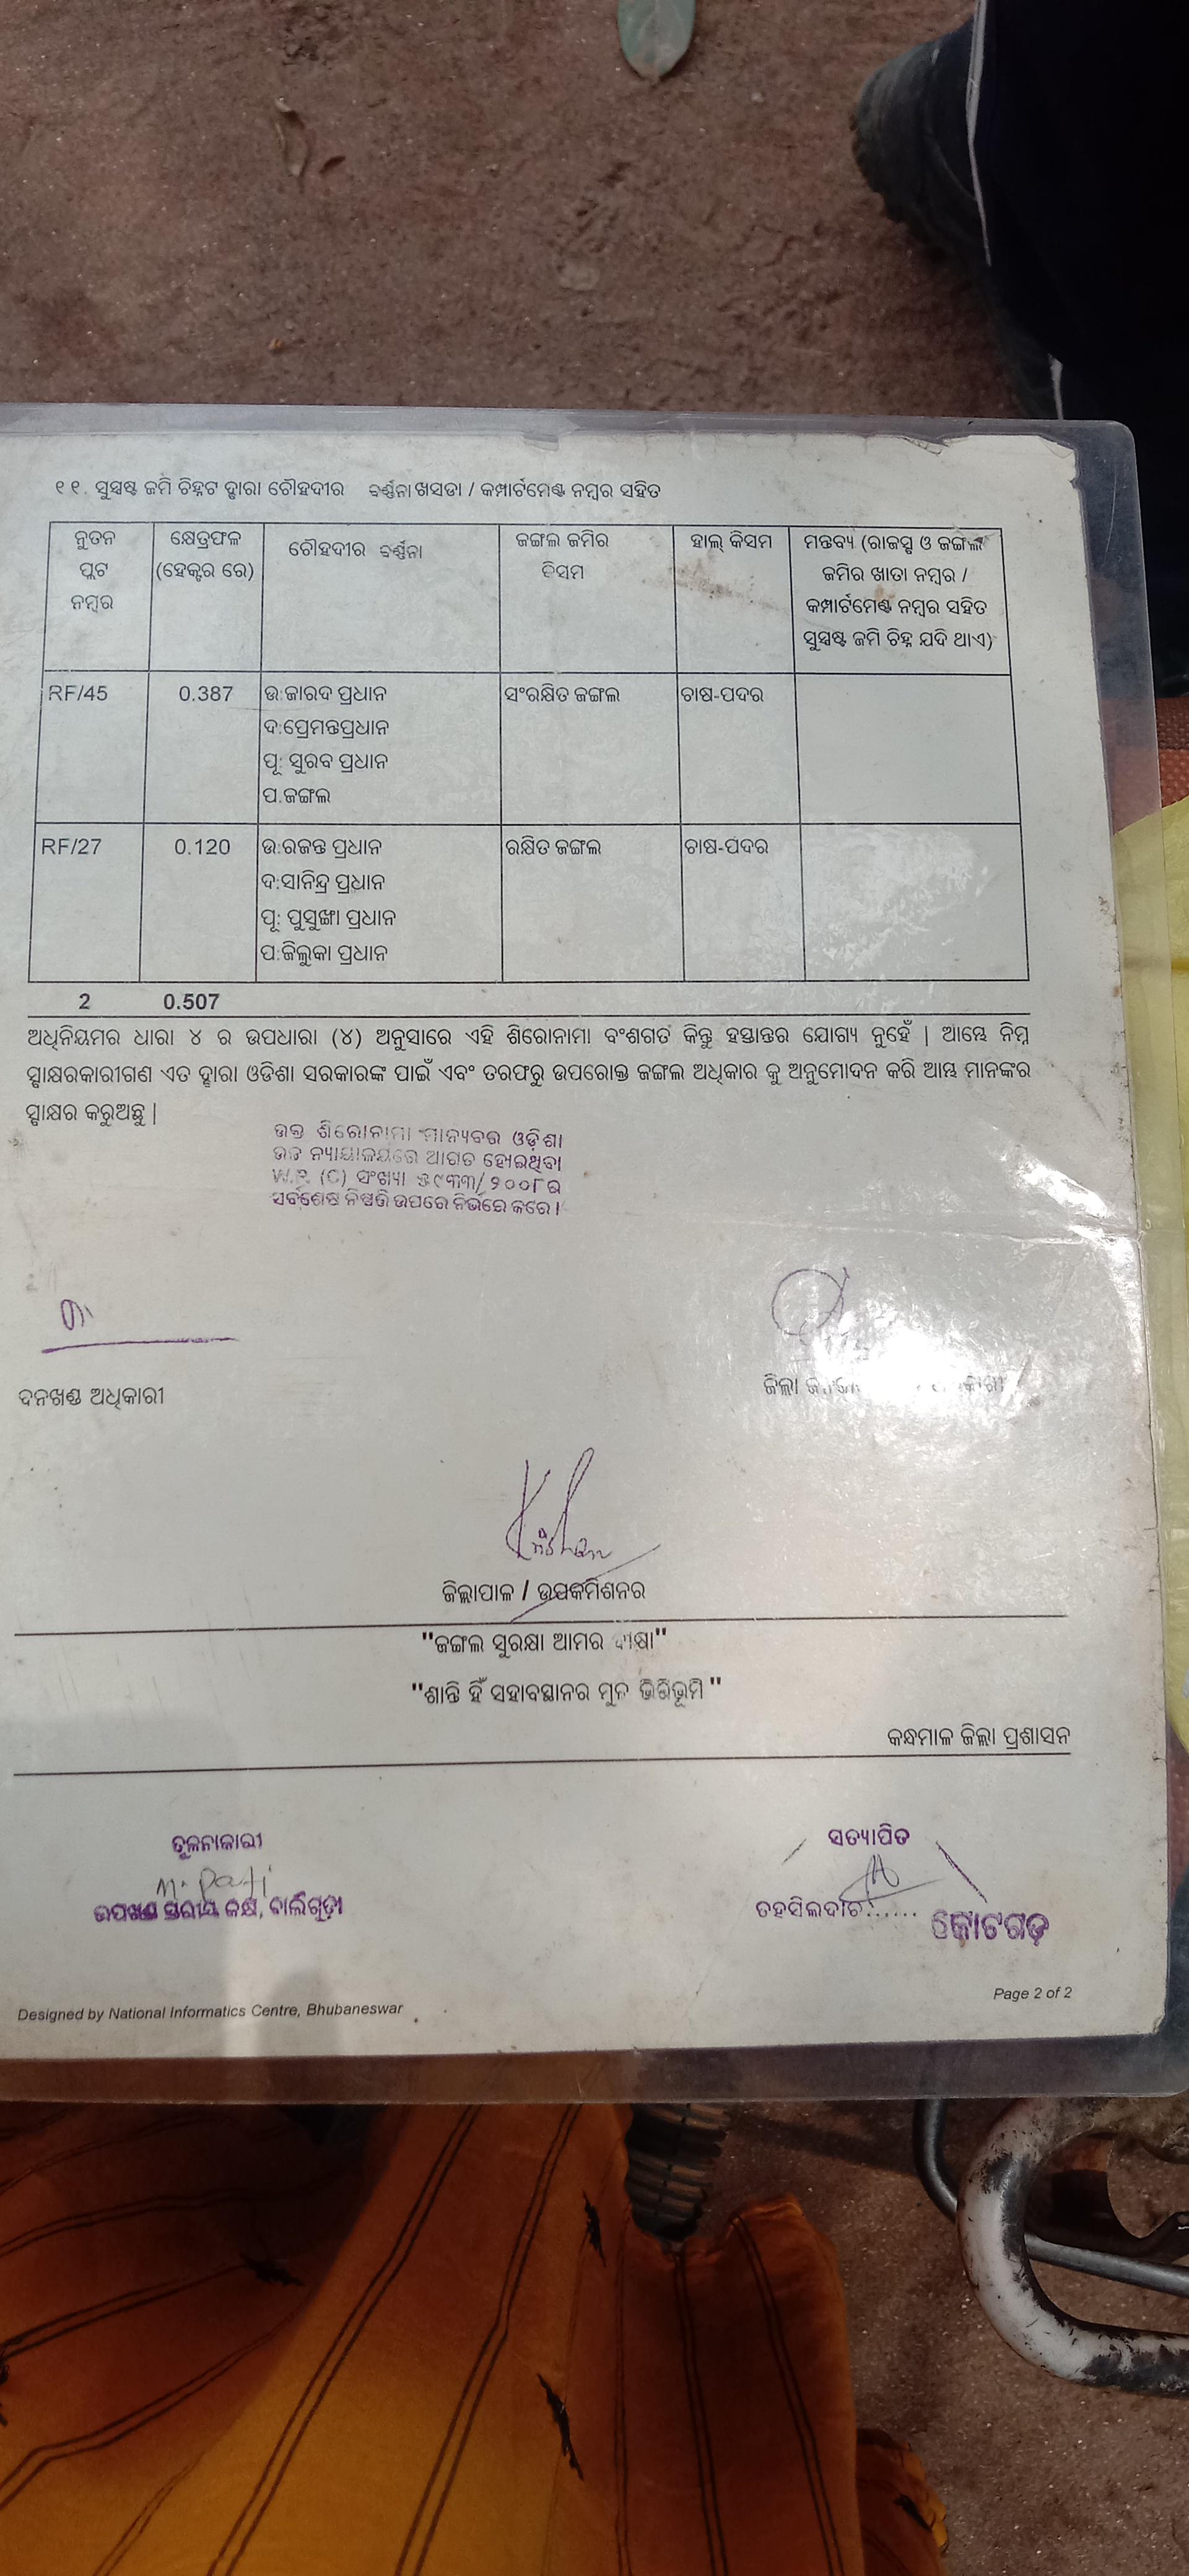 ୧୧. ସୁସ୍ପଷ୍ଟ ଜମି ଚିହ୍ନଟ ଦ୍ବାରା ଚୌହଦୀର ବର୍ଣ୍ଣନା ଖସଡା / କମ୍ପାର୍ଟମେଣ୍ଟ ନମ୍ବର ସହିତ
ନୁତନ ପ୍ଲଟ ନମ୍ବର
କ୍ଷେତ୍ରଫଳ (ହେକ୍ଟର ରେ)
ଚୌହଦୀର ବର୍ଣ୍ଣନା
ଜଙ୍ଗଲ ଜମିର କିସମ
ହାଲ୍ କିସମ
ମନ୍ତବ୍ୟ (ରାଜସ୍ବ ଓ ଜଙ୍ଗଲ
ଜମିର ଖାତା ନମ୍ବର /
କମ୍ପାର୍ଟମେଣ୍ଟ ନମ୍ବର ସହିତ
ସୁସ୍ପଷ୍ଟ ଜମି ଚିହ୍ନ ଯଦି ଥାଏ)
RF/45 0.387 ଉ:ଜାରଦ ପ୍ରଧାନ ସଂରକ୍ଷିତ ଜଙ୍ଗଲ ଚାଷ-ପଦର
ଦ:ପ୍ରେମନ୍ତପ୍ରଧାନ
ପୂ: ସୁରବ ପ୍ରଧାନ
ପ.ଜଙ୍ଗଲ
RF/27 0.120 ଉ:ରଜନ୍ତ ପ୍ରଧାନ ରକ୍ଷିତ ଜଙ୍ଗଲ ଚାଷ-ପଦର
ଦ:ସାନିନ୍ଦ୍ର ପ୍ରଧାନ
ପୂ: ପୁସୁଙ୍ଖା ପ୍ରଧାନ
ପ:ଜିଲୁକା ପ୍ରଧାନ
2 0.507
ଅଧିନିୟମର ଧାରା ୪ ର ଉପଧାରା (୪) ଅନୁସାରେ ଏହି ଶିରୋନାମା ବଂଶଗତ କିନ୍ତୁ ହସ୍ତାନ୍ତର ଯୋଗ୍ୟ ନୁହେଁ | ଆମ୍ଭେ ନିମ୍ନ
ସ୍ବାକ୍ଷରକାରୀଗଣ ଏତ ଦ୍ବାରା ଓଡିଶା ସରକାରଙ୍କ ପାଇଁ ଏବଂ ତରଫରୁ ଉପରୋକ୍ତ ଜଙ୍ଗଲ ଅଧିକାର କୁ ଅନୁମୋଦନ କରି ଆମ୍ଭ ମାନଙ୍କର
ସ୍ବାକ୍ଷର କରୁଅଛୁ |
ଉକ୍ତ ଶିରୋନାମା ମାନ୍ୟବର ଓଡ଼ିଶା
ଉଚ୍ଚ ନ୍ୟାୟାଳୟରେ ଆଗତ ହୋଇଥିବା
W.P. (C) ସଂଖ୍ୟା ୪୯୩୩/୨୦୦୮ ର
ସର୍ବଶେଷ ନିଷ୍ପତି ଉପରେ ନିର୍ଭରେ କରେ।
ଦନଖଣ୍ଡ ଅଧିକାରୀ
ଜିଲ୍ଲା
Krishan
ଜିଲ୍ଲାପାଳ / ଉପକମିଶନର
"ଜଙ୍ଗଲ ସୁରକ୍ଷା ଆମର"
"ଶାନ୍ତି ହିଁ ସହାବସ୍ଥାନର ମୁଳ ଭିତିଭୂମି"
କନ୍ଧମାଳ ଜିଲ୍ଲା ପ୍ରଶାସନ
ତୁଳନାକାରୀ
M. Pati
ଉପଖଣ୍ଡ ସ୍ତରୀୟ କକ୍ଷ, ବାଲିଗୁଡ଼ା
ସତ୍ୟାପିତ
ତହସିଲଦାର...... କୋଟଗଡ଼
Page 2 of 2
Designed by National Informatics Centre, Bhubaneswar